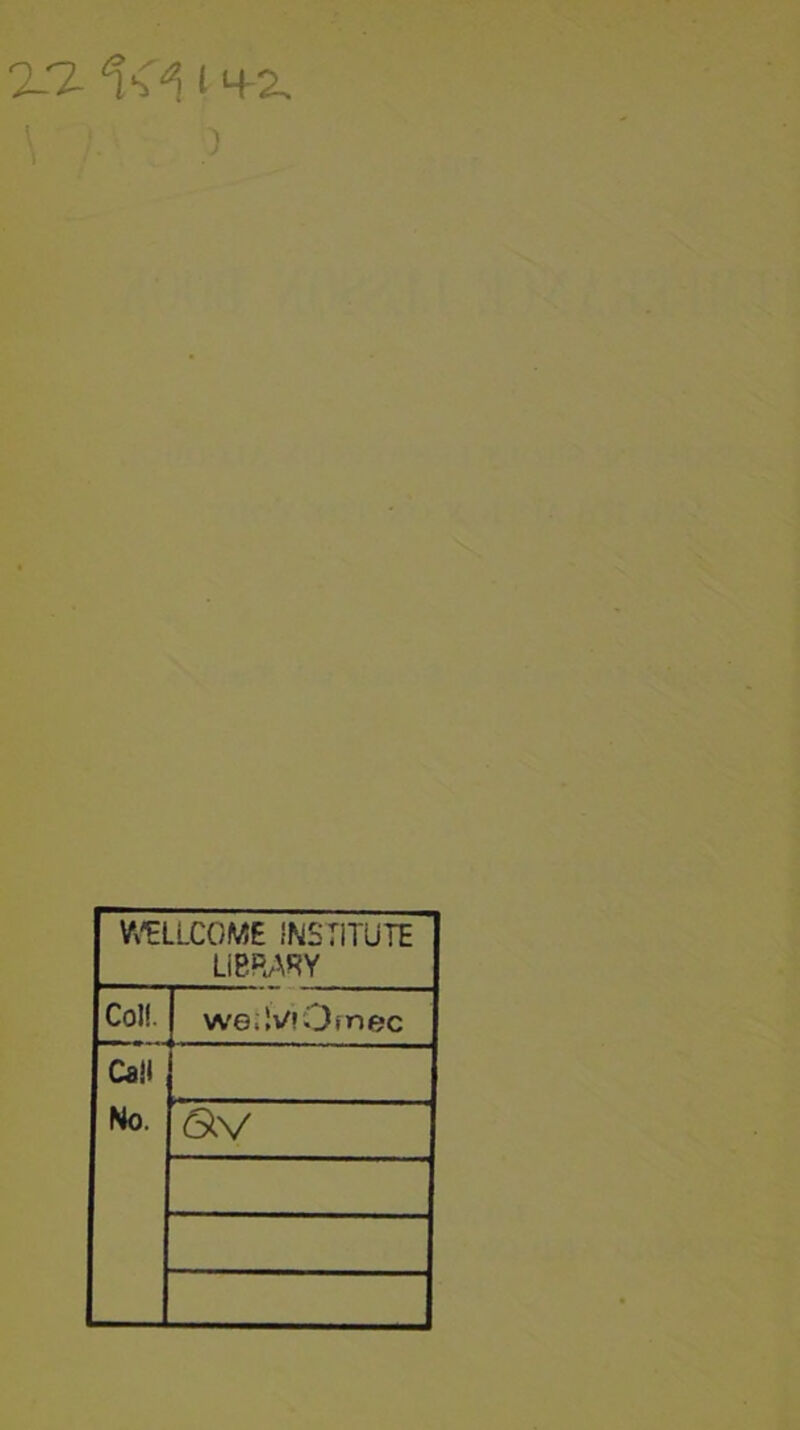 WELLCOME INSTITUTE
LIBRARY
Coll. welMOmec
Call
No. QV